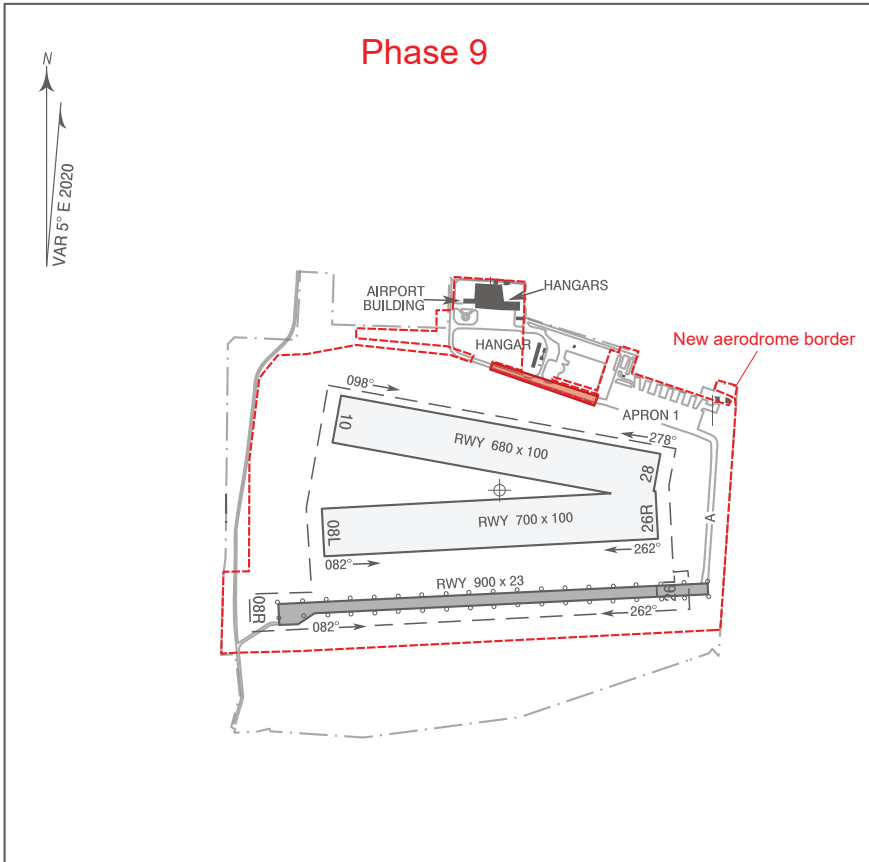 Phase 9
N
VAR 5° E 2020
AIRPORT
BUILDING
HANGARS
HANGAR
New aerodrome border
098°
APRON 1
278°
10
RWY 680 x 100
28
RWY 700 x 100
08L
26R
082°
262°
A
RWY 900 x 23
08R
26L
082°
262°